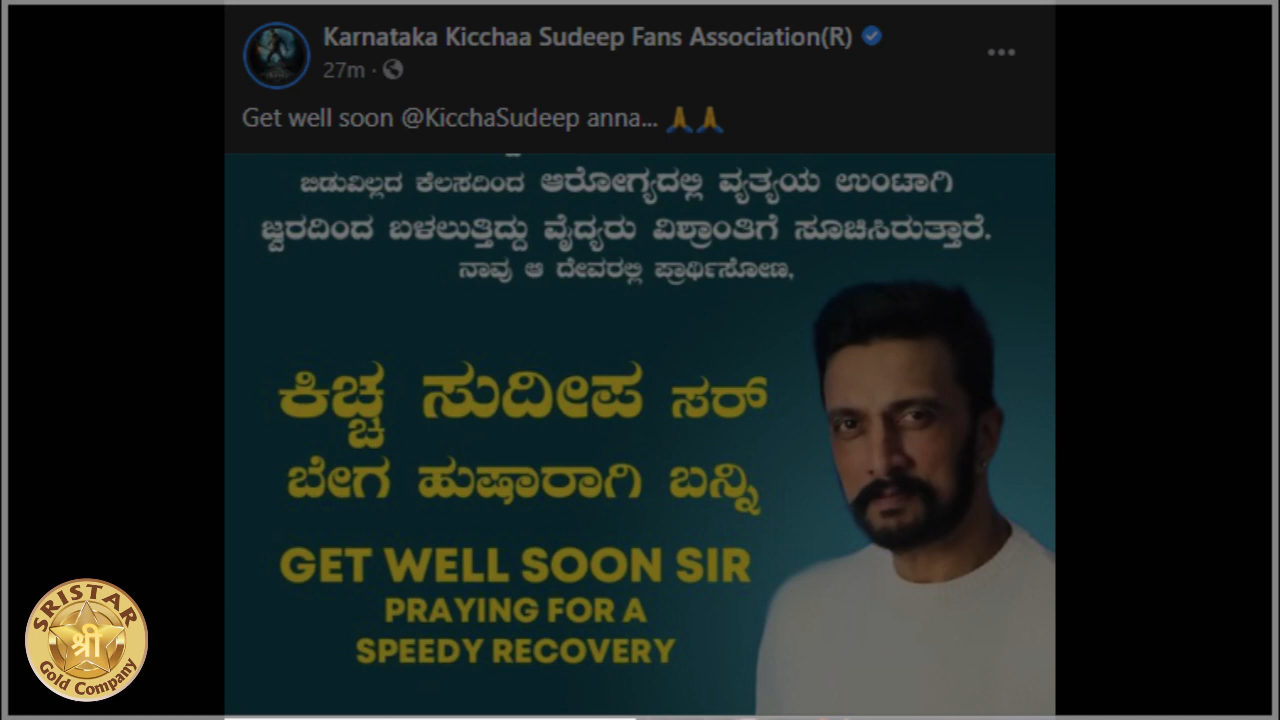 Karnataka Kicchaa Sudeep Fans Association(R)
27m ·
Get well soon @KicchaSudeep anna... 🙏🙏
ಬಿಡುವಿಲ್ಲದ ಕೆಲಸದಿಂದ ಆರೋಗ್ಯದಲ್ಲಿ ವ್ಯತ್ಯಯ ಉಂಟಾಗಿ
ಜ್ವರದಿಂದ ಬಳಲುತ್ತಿದ್ದು ವೈದ್ಯರು ವಿಶ್ರಾಂತಿಗೆ ಸೂಚಿಸಿರುತ್ತಾರೆ.
ನಾವು ಆ ದೇವರಲ್ಲಿ ಪ್ರಾರ್ಥಿಸೋಣ,
ಕಿಚ್ಚ ಸುದೀಪ ಸರ್
ಬೇಗ ಹುಷಾರಾಗಿ ಬನ್ನಿ
GET WELL SOON SIR
PRAYING FOR A
SPEEDY RECOVERY
SRISTAR
श्री
Gold Company